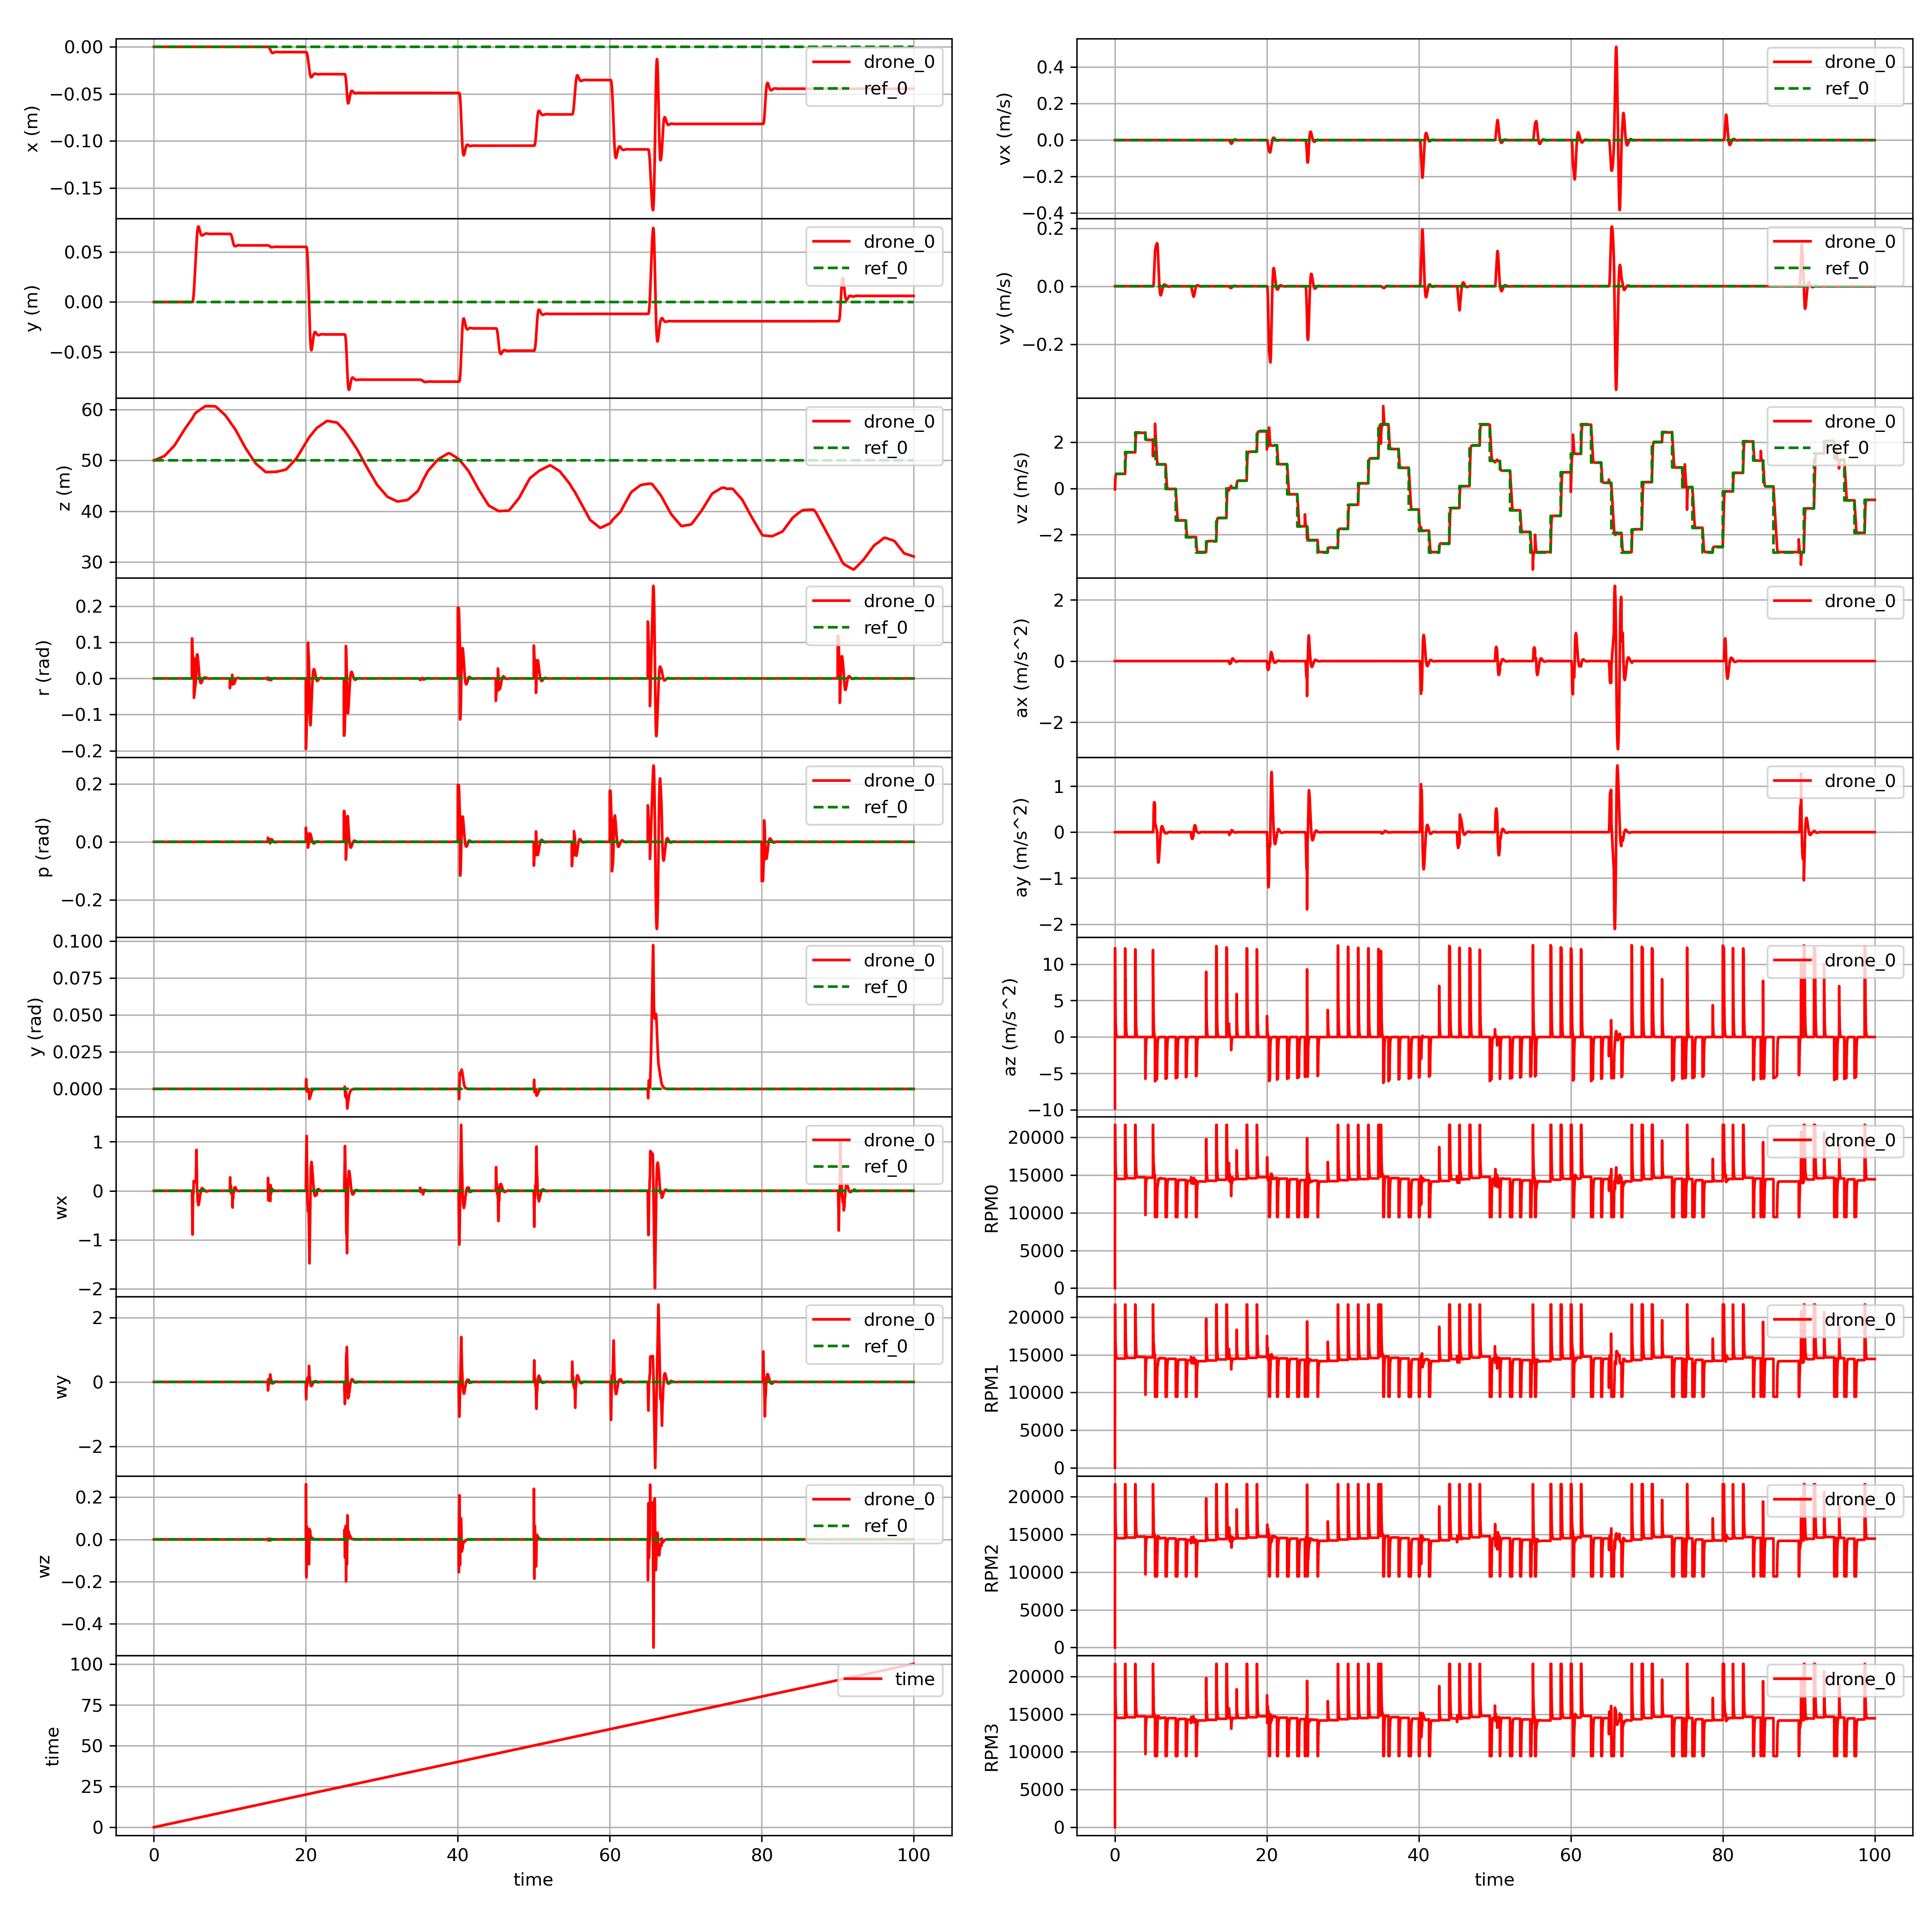 0.00
−0.05
−0.10
−0.15
x (m)
drone_0
ref_0
0.05
0.00
−0.05
y (m)
drone_0
ref_0
60
50
40
30
z (m)
drone_0
ref_0
0.2
0.1
0.0
−0.1
−0.2
r (rad)
drone_0
ref_0
0.2
0.0
−0.2
p (rad)
drone_0
ref_0
0.100
0.075
0.050
0.025
0.000
y (rad)
drone_0
ref_0
1
0
−1
−2
wx
drone_0
ref_0
2
0
−2
wy
drone_0
ref_0
0.2
0.0
−0.2
−0.4
wz
drone_0
ref_0
100
75
50
25
0
time
time
0 20 40 60 80 100
time
0.4
0.2
0.0
−0.2
−0.4
vx (m/s)
drone_0
ref_0
0.2
0.0
−0.2
vy (m/s)
drone_0
ref_0
2
0
−2
vz (m/s)
drone_0
ref_0
2
0
−2
ax (m/s^2)
drone_0
1
0
−1
−2
ay (m/s^2)
drone_0
10
5
0
−5
−10
az (m/s^2)
drone_0
20000
15000
10000
5000
0
RPM0
drone_0
20000
15000
10000
5000
0
RPM1
drone_0
20000
15000
10000
5000
0
RPM2
drone_0
20000
15000
10000
5000
0
RPM3
drone_0
0 20 40 60 80 100
time